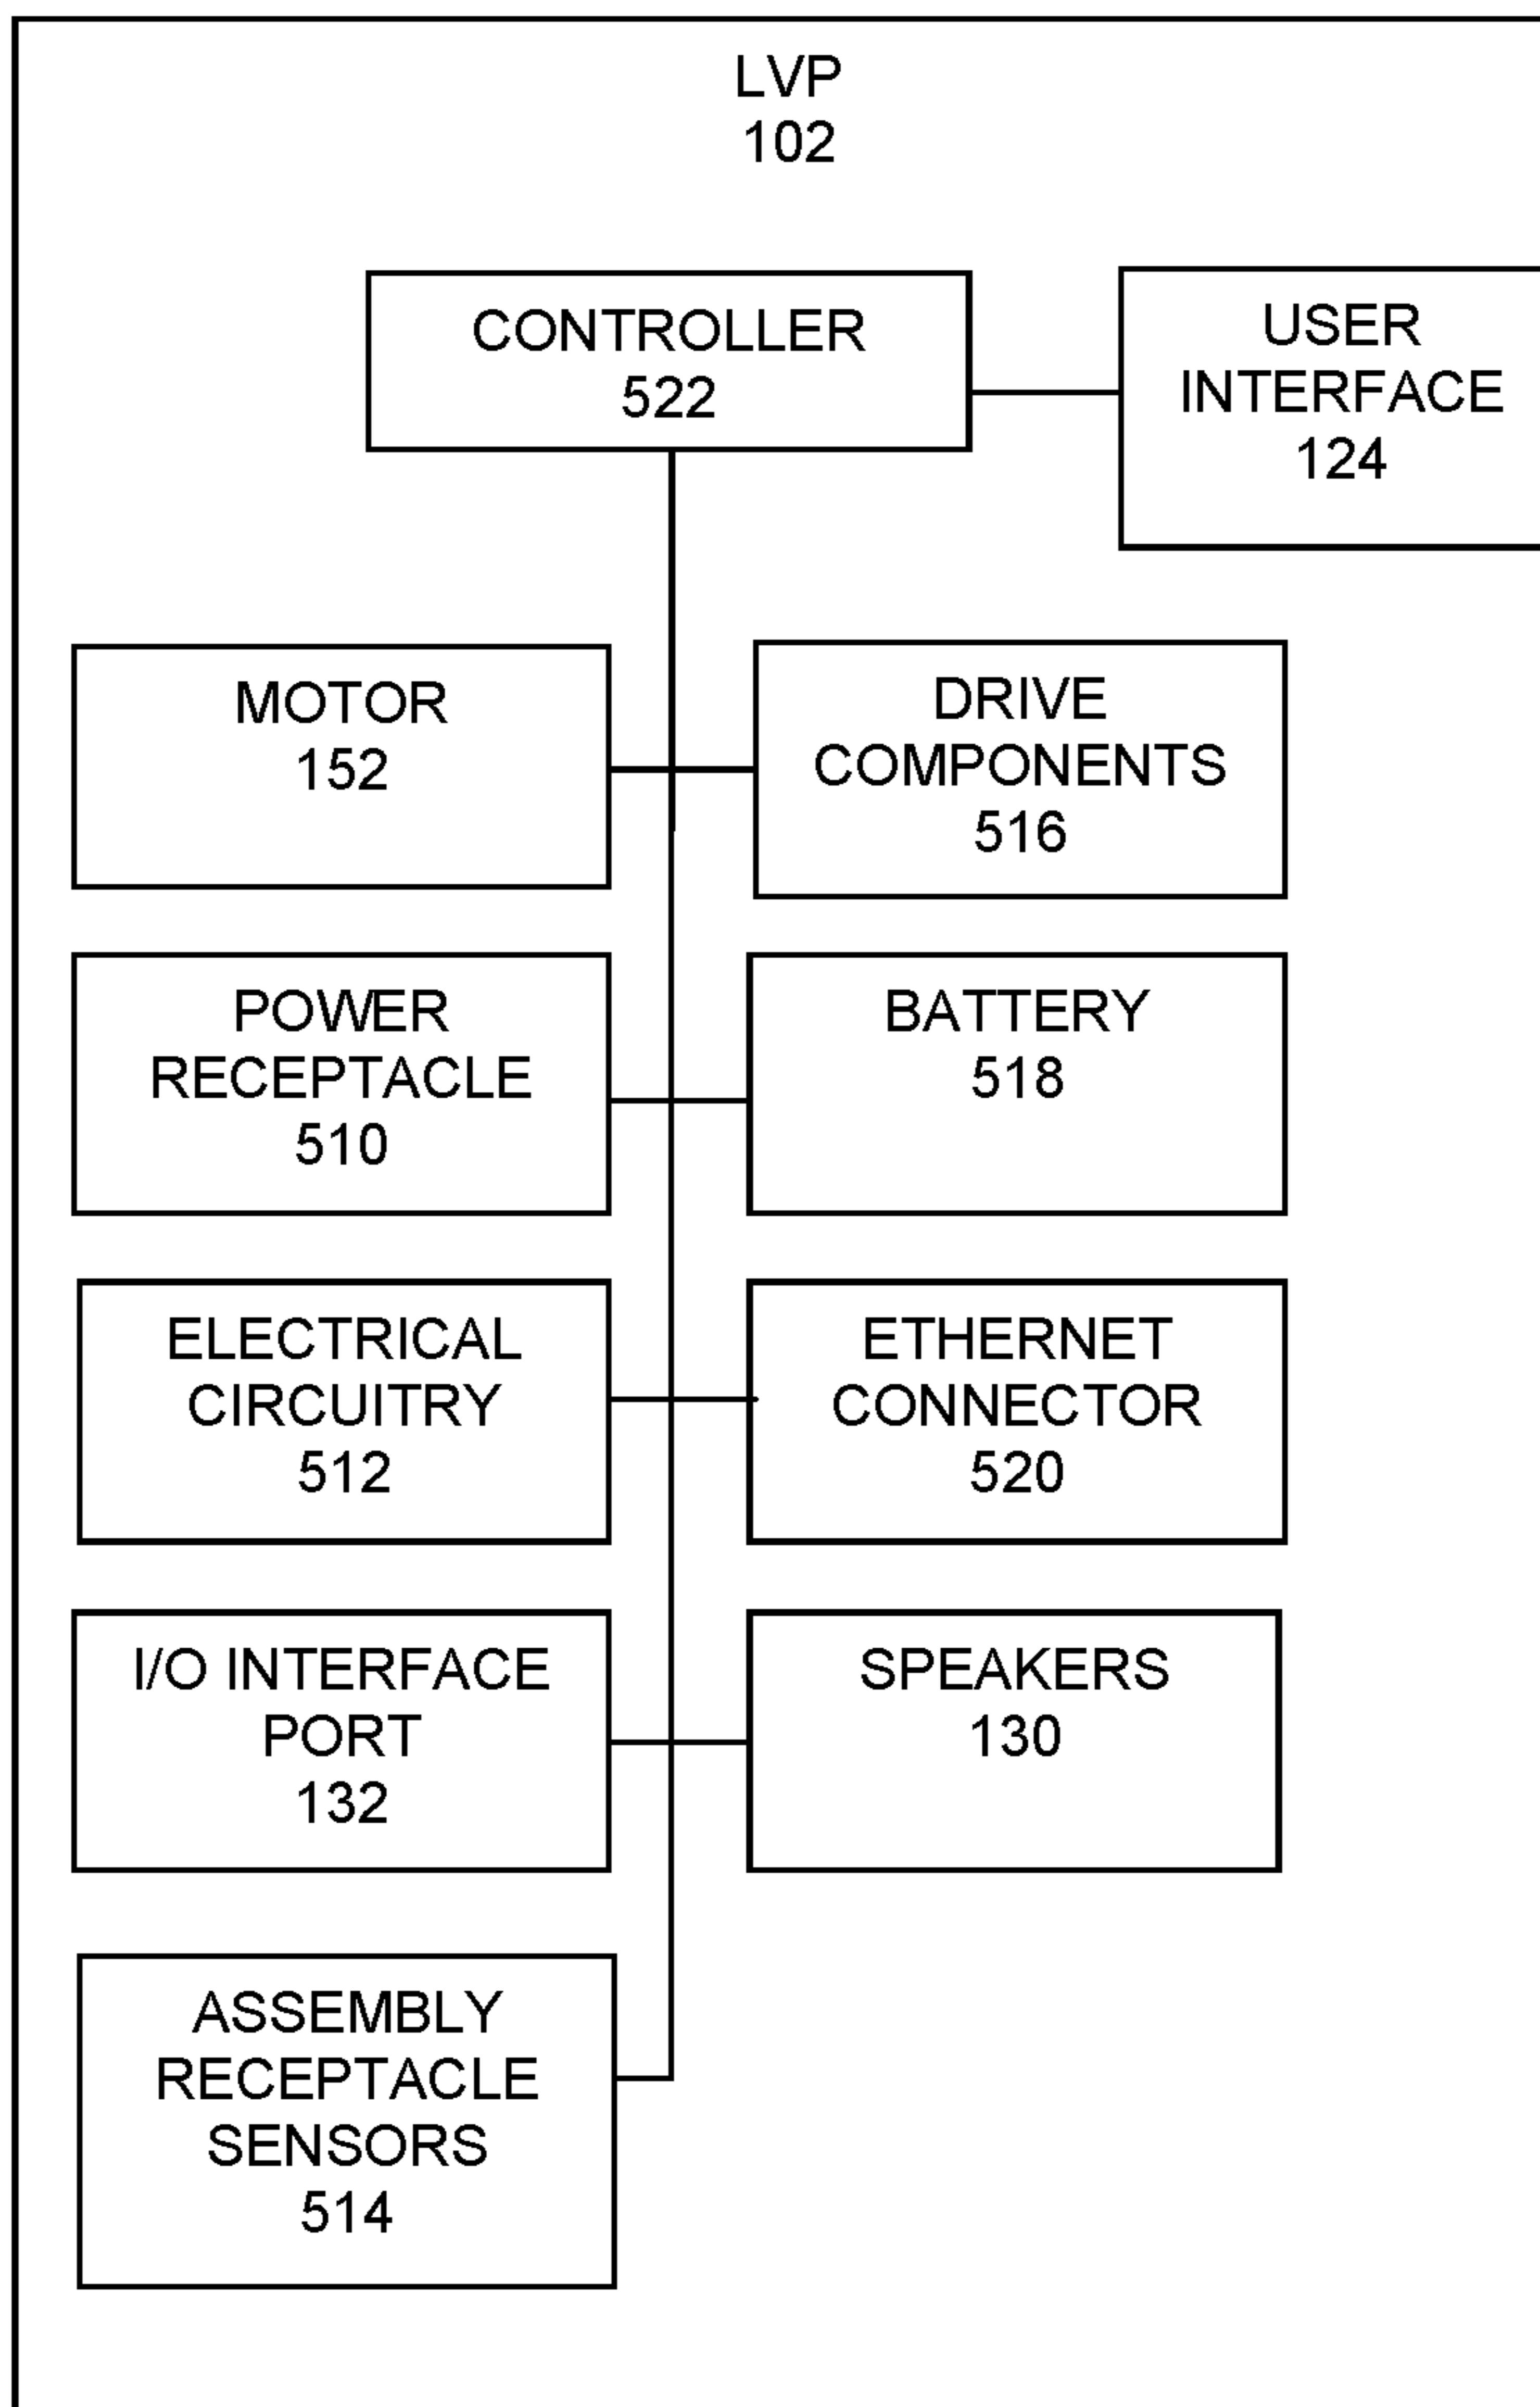 LVP
102
CONTROLLER
522
USER
INTERFACE
124
MOTOR
152
DRIVE
COMPONENTS
516
POWER
RECEPTACLE
510
BATTERY
518
ELECTRICAL
CIRCUITRY
512
ETHERNET
CONNECTOR
520
I/O INTERFACE
PORT
132
SPEAKERS
130
ASSEMBLY
RECEPTACLE
SENSORS
514